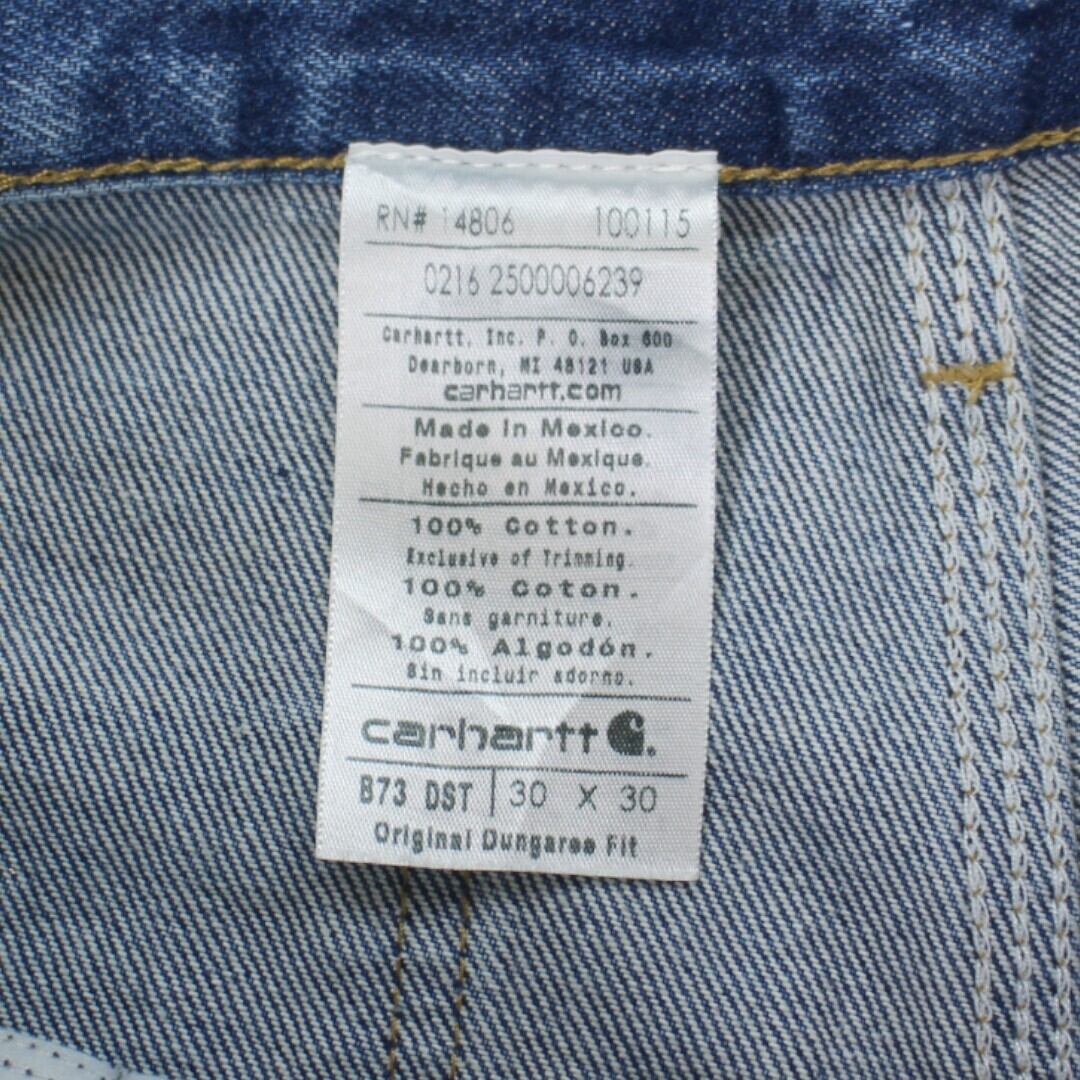 RN# 14806 100115
0216 2500006239
Carhartt, Inc. P. O. Box 600
Dearborn, MI 48121 USA
carhartt.com
Made in Mexico.
Fabriqué au Mexique.
Hecho en Mexico.
100% Cotton.
Exclusive of Trimming.
100% Coton.
Sans garniture.
100% Algodón.
Sin incluir adorno.
carhartt
B73 DST | 30 X 30
Original Dungaree Fit